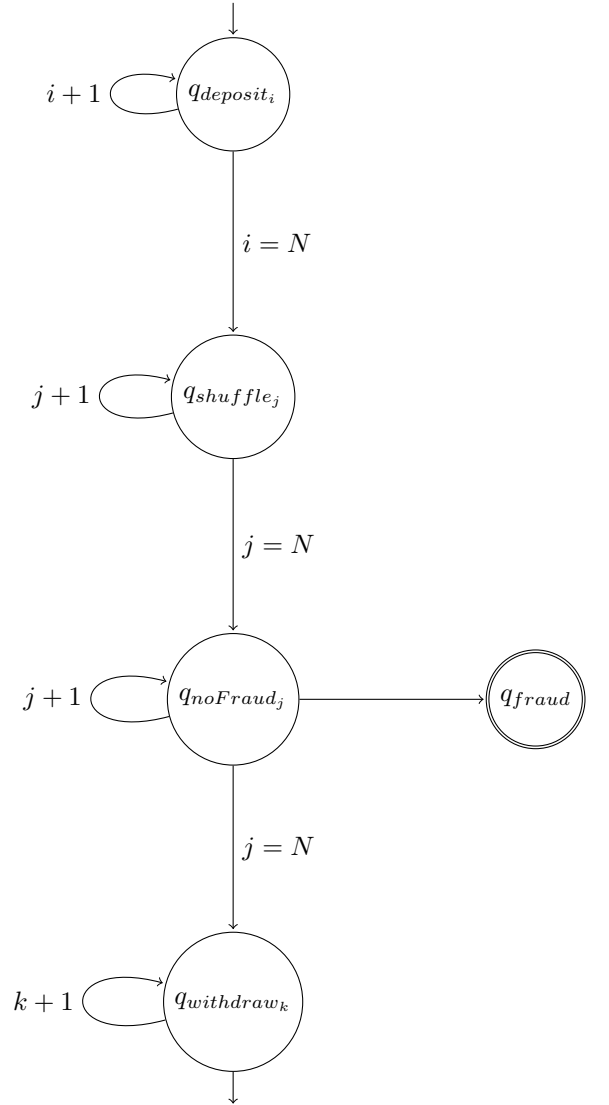 i + 1
q_{deposit_i}
i = N
j + 1
q_{shuffle_j}
j = N
j + 1
q_{noFraud_j}
q_{fraud}
j = N
k + 1
q_{withdraw_k}